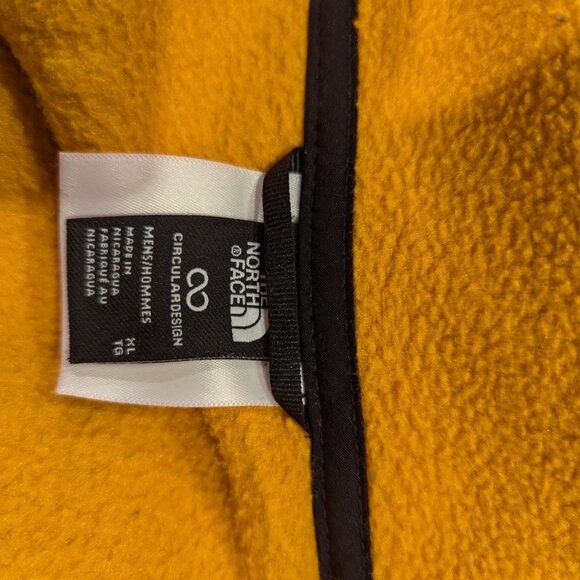 THE
NORTH
FACE®
CIRCULARDESIGN
MENS/HOMMES
XL
TG
MADE IN
NICARAGUA
FABRIQUÉ AU
NICARAGUA